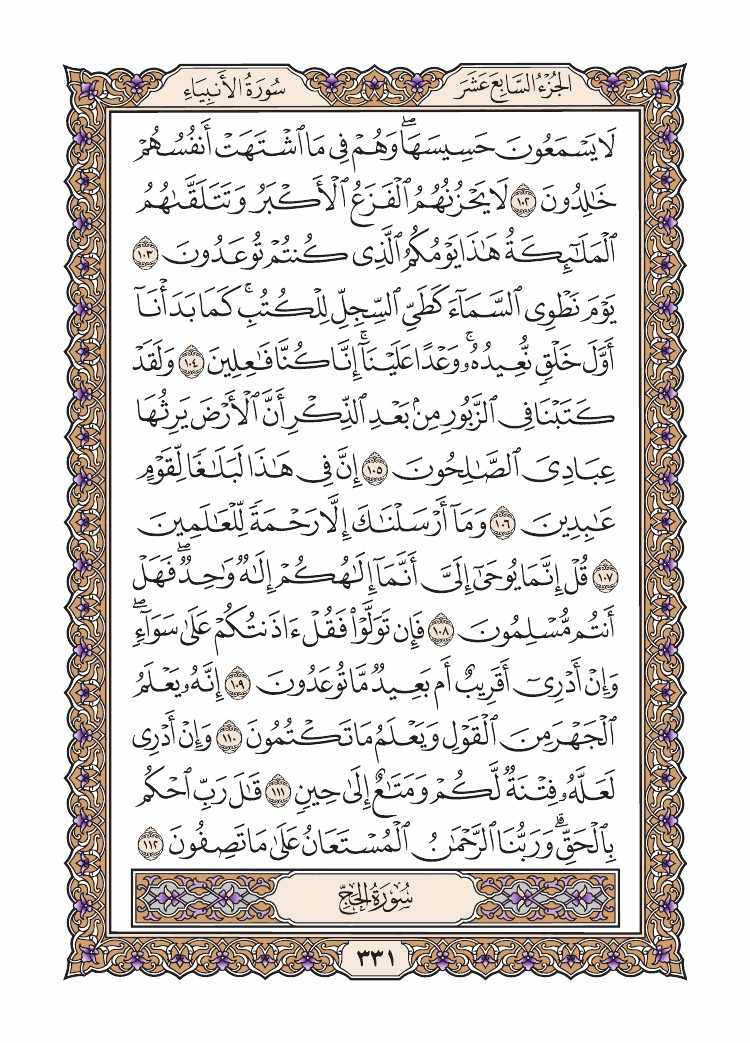 الجزء السابع عشر
سورة الأنبياء
لَا يَسْمَعُونَ حَسِيسَهَاۖ وَهُمْ فِى مَا ٱشْتَهَتْ أَنفُسُهُمْ
خَٰلِدُونَ ١٠٢ لَا يَحْزُنُهُمُ ٱلْفَزَعُ ٱلْأَكْبَرُ وَتَتَلَقَّىٰهُمُ
ٱلْمَلَٰٓئِكَةُ هَٰذَا يَوْمُكُمُ ٱلَّذِى كُنتُمْ تُوعَدُونَ ١٠٣
يَوْمَ نَطْوِى ٱلسَّمَآءَ كَطَىِّ ٱلسِّجِلِّ لِلْكُتُبِۚ كَمَا بَدَأْنَآ
أَوَّلَ خَلْقٍ نُّعِيدُهُۥۚ وَعْدًا عَلَيْنَآۚ إِنَّا كُنَّا فَٰعِلِينَ ١٠٤ وَلَقَدْ
كَتَبْنَا فِى ٱلزَّبُورِ مِنۢ بَعْدِ ٱلذِّكْرِ أَنَّ ٱلْأَرْضَ يَرِثُهَا
عِبَادِىَ ٱلصَّٰلِحُونَ ١٠٥ إِنَّ فِى هَٰذَا لَبَلَٰغًا لِّقَوْمٍ
عَٰبِدِينَ ١٠٦ وَمَآ أَرْسَلْنَٰكَ إِلَّا رَحْمَةً لِّلْعَٰلَمِينَ
١٠٧ قُلْ إِنَّمَا يُوحَىٰٓ إِلَىَّ أَنَّمَآ إِلَٰهُكُمْ إِلَٰهٌ وَٰحِدٌۖ فَهَلْ
أَنتُم مُّسْلِمُونَ ١٠٨ فَإِن تَوَلَّوْا۟ فَقُلْ ءَاذَنتُكُمْ عَلَىٰ سَوَآءٍۖ
وَإِنْ أَدْرِىٓ أَقَرِيبٌ أَم بَعِيدٌ مَّا تُوعَدُونَ ١٠٩ إِنَّهُۥ يَعْلَمُ
ٱلْجَهْرَ مِنَ ٱلْقَوْلِ وَيَعْلَمُ مَا تَكْتُمُونَ ١١٠ وَإِنْ أَدْرِى
لَعَلَّهُۥ فِتْنَةٌ لَّكُمْ وَمَتَٰعٌ إِلَىٰ حِينٍ ١١١ قَٰلَ رَبِّ ٱحْكُم
بِٱلْحَقِّۗ وَرَبُّنَا ٱلرَّحْمَٰنُ ٱلْمُسْتَعَانُ عَلَىٰ مَا تَصِفُونَ ١١٢
سُورَةُ الحَجِّ
٣٣١